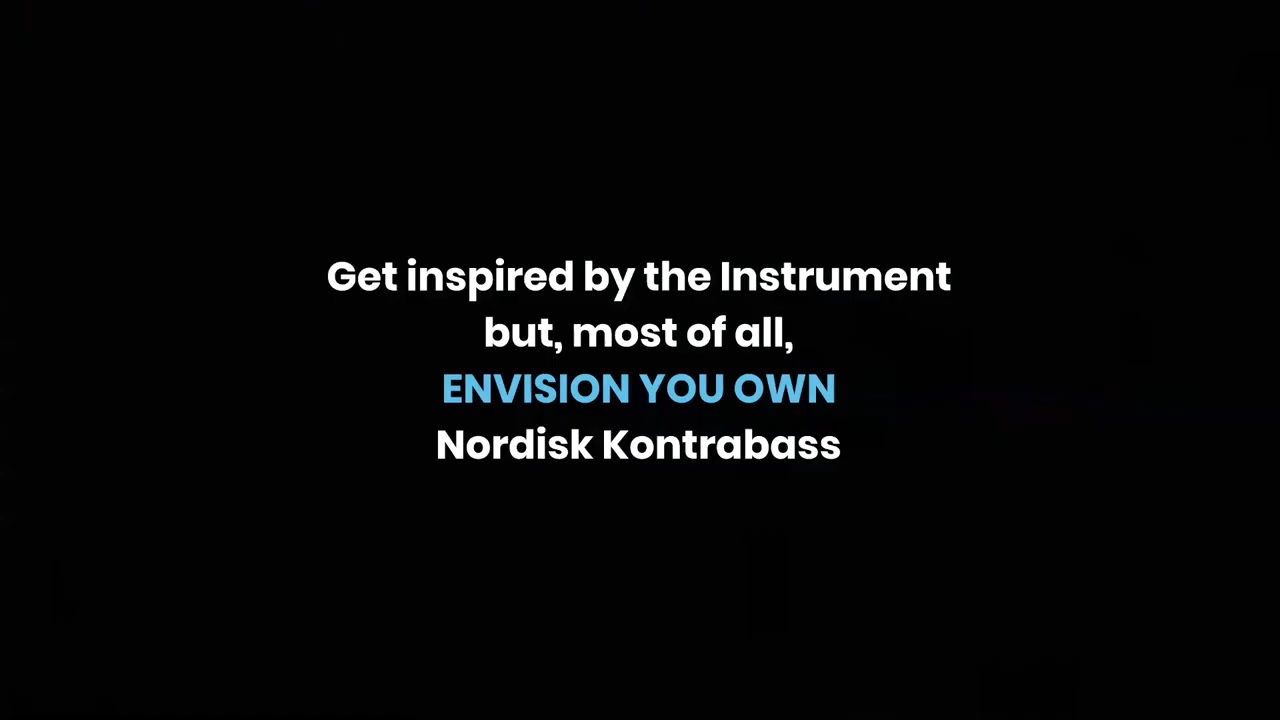 Get inspired by the Instrument
but, most of all,
ENVISION YOU OWN
Nordisk Kontrabass